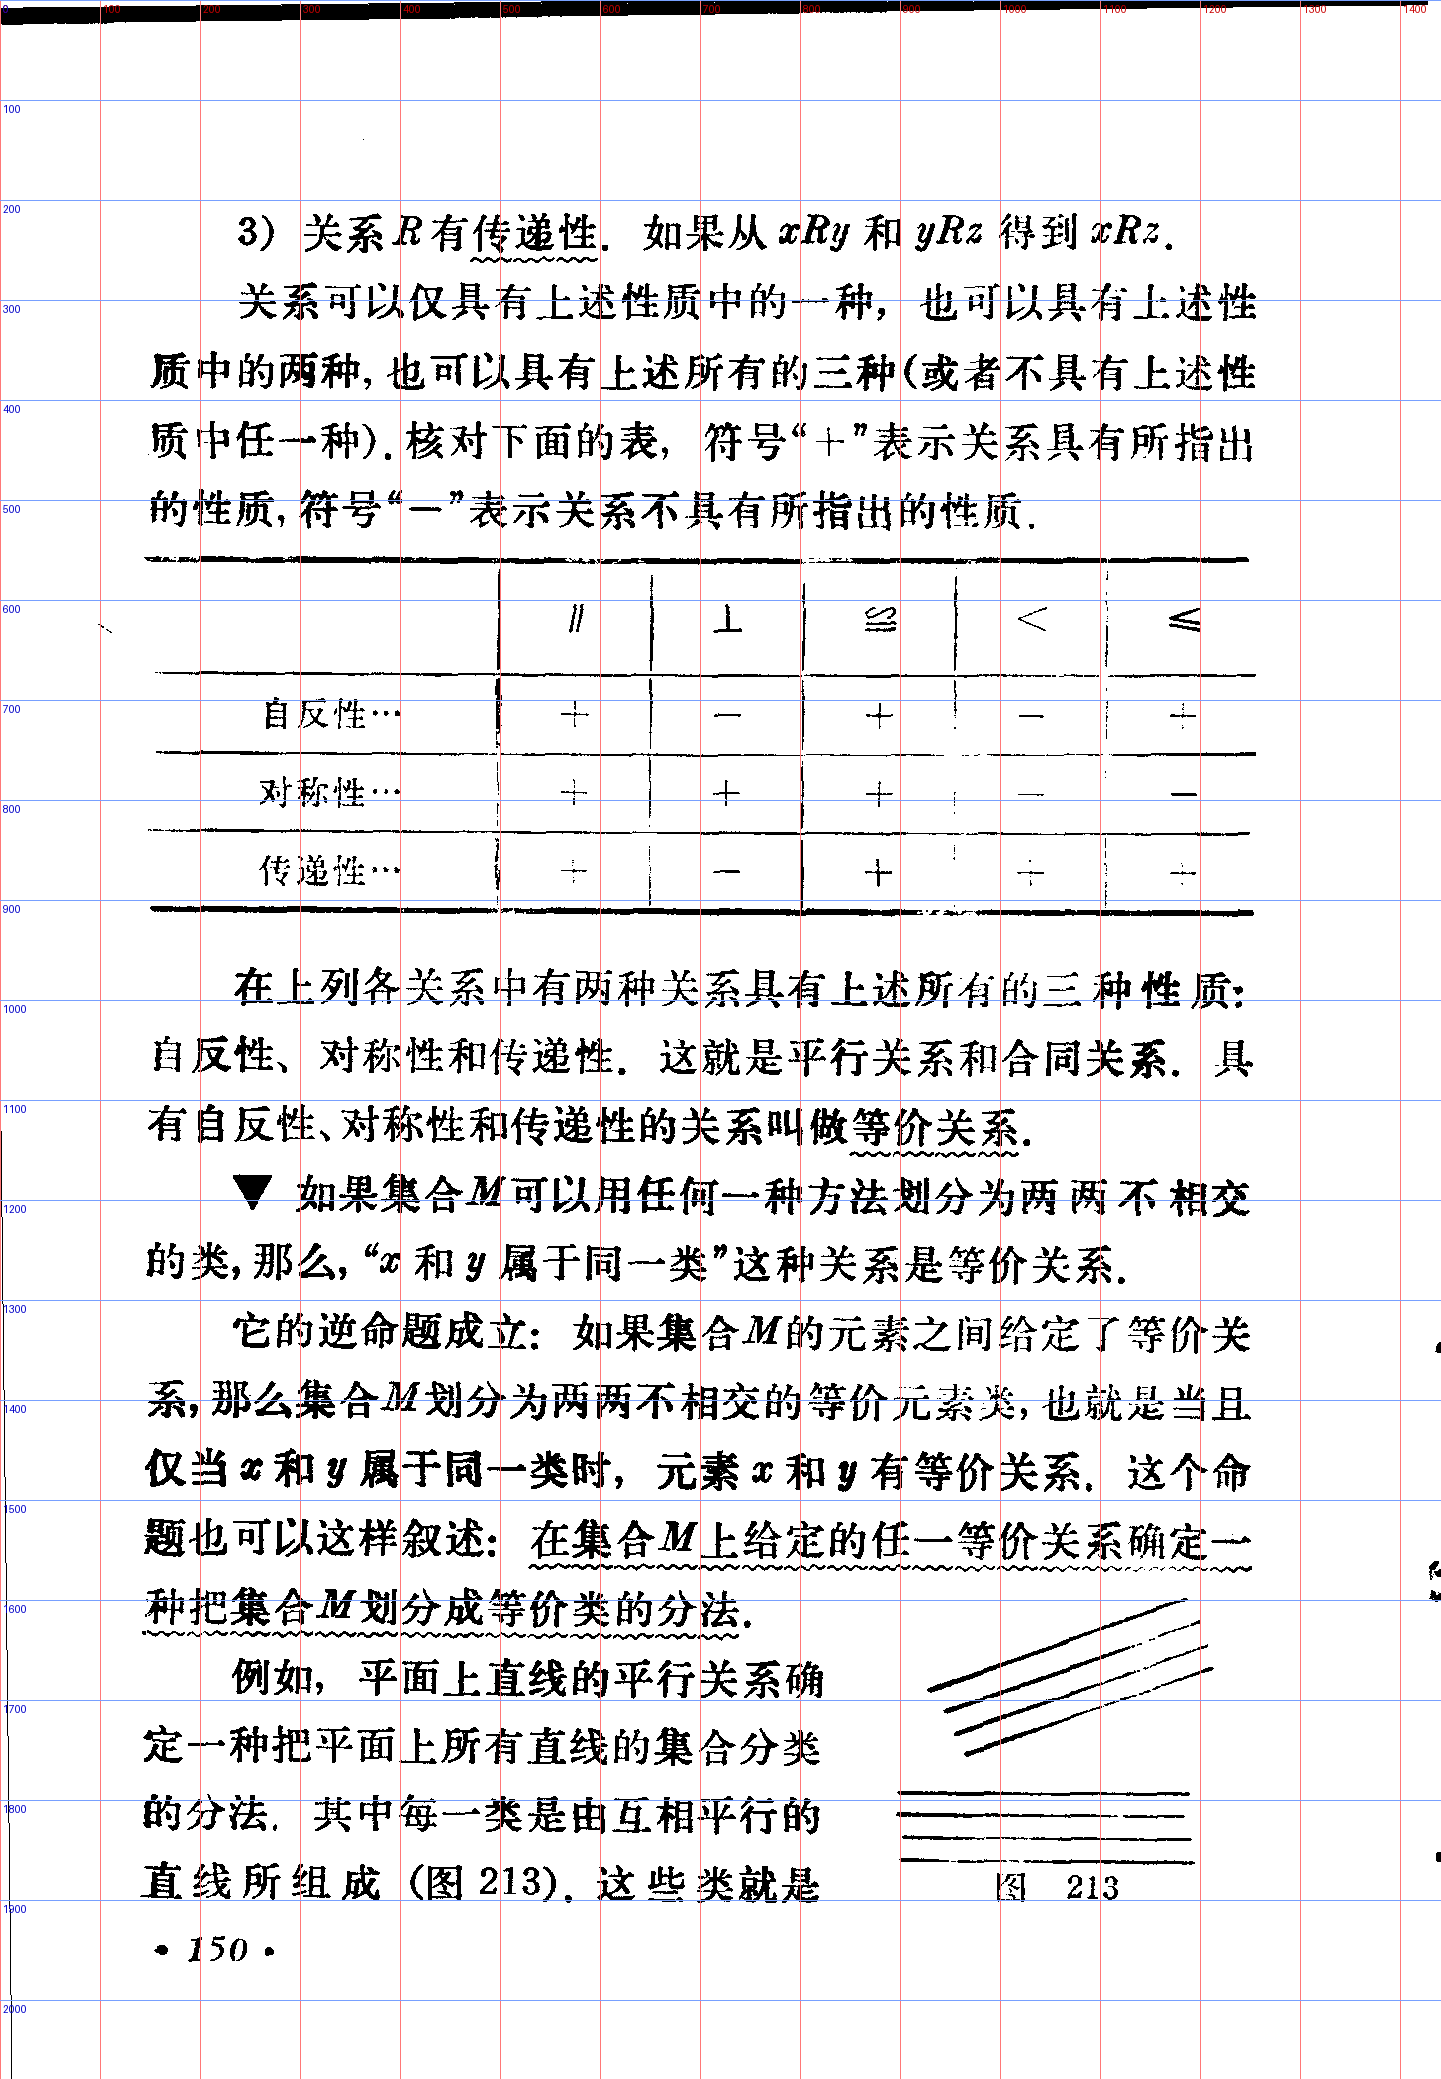 3) 关系 R 有传递性. 如果从 xRy 和 yRz 得到 xRz.
关系可以仅具有上述性质中的一种, 也可以具有上述性
质中的两种, 也可以具有上述所有的三种(或者不具有上述性
质中任一种). 核对下面的表, 符号“+”表示关系具有所指出
的性质, 符号“—”表示关系不具有所指出的性质.
∥ ⊥ ≌ < ≤
自反性… + — + — +
对称性… + + + — —
传递性… + — + + +
在上列各关系中有两种关系具有上述所有的三种性质:
自反性、对称性和传递性. 这就是平行关系和合同关系. 具
有自反性、对称性和传递性的关系叫做等价关系.
▼ 如果集合M可以用任何一种方法划分为两两不相交
的类, 那么, “x 和 y 属于同一类”这种关系是等价关系.
它的逆命题成立: 如果集合M的元素之间给定了等价关
系, 那么集合M划分为两两不相交的等价元素类, 也就是当且
仅当 x 和 y 属于同一类时, 元素 x 和 y 有等价关系. 这个命
题也可以这样叙述: 在集合M上给定的任一等价关系确定一
种把集合M划分成等价类的分法.
例如, 平面上直线的平行关系确
定一种把平面上所有直线的集合分类
的分法. 其中每一类是由互相平行的
直线所组成 (图 213). 这些类就是
图 213
• 150 •